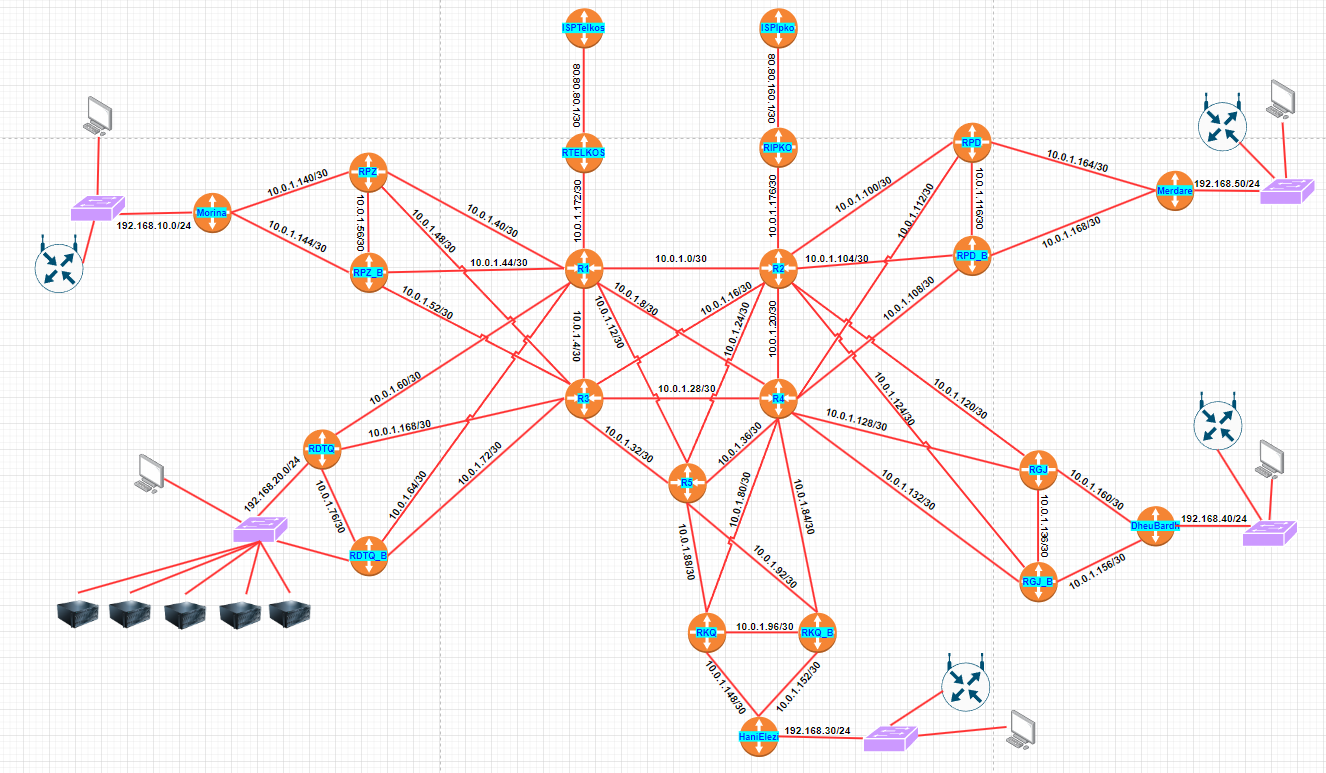 ISPTelkos
ISPIpko
80.80.80.1/30
80.80.160.1/30
RTELKOS
RIPKO
RPD
10.0.1.164/30
RPZ
10.0.1.140/30
10.0.1.100/30
10.0.1.112/30
10.0.1.116/30
Merdare
192.168.50/24
Morina
192.168.10.0/24
10.0.1.144/30
10.0.1.56/30
10.0.1.48/30
10.0.1.40/30
10.0.1.172/30
10.0.1.176/30
10.0.1.168/30
RPZ_B
10.0.1.44/30
R1
10.0.1.0/30
R2
10.0.1.104/30
RPD_B
10.0.1.52/30
10.0.1.12/30
10.0.1.8/30
10.0.1.16/30
10.0.1.24/30
10.0.1.108/30
10.0.1.4/30
10.0.1.20/30
10.0.1.60/30
R3
10.0.1.28/30
R4
10.0.1.124/30
10.0.1.120/30
RDTQ
10.0.1.168/30
10.0.1.32/30
10.0.1.36/30
10.0.1.128/30
192.168.20.0/24
10.0.1.76/30
10.0.1.64/30
10.0.1.72/30
R5
10.0.1.80/30
10.0.1.84/30
10.0.1.132/30
RGJ
10.0.1.160/30
10.0.1.136/30
DheuBardh
192.168.40/24
RDTQ_B
10.0.1.88/30
10.0.1.92/30
RGJ_B
10.0.1.156/30
RKQ
10.0.1.96/30
RKQ_B
10.0.1.148/30
10.0.1.152/30
HaniElezi
192.168.30/24